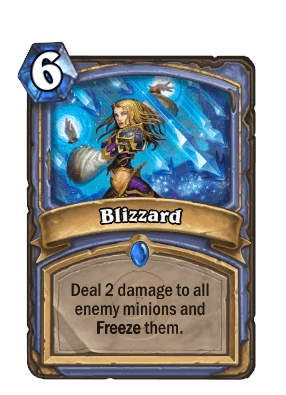 6
Blizzard
Deal 2 damage to all
enemy minions and
Freeze them.